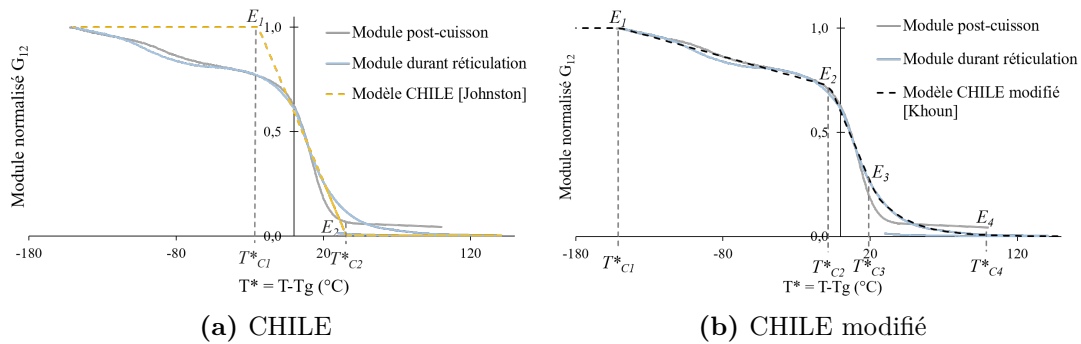 E1
1,0
Module post-cuisson
Module durant réticulation
Modèle CHILE [Johnston]
Module normalisé G12
0,5
E2
0,0
-180
-80
20
120
T*C1
T*C2
T* = T-Tg (°C)
(a) CHILE
E1
1,0
Module post-cuisson
Module durant réticulation
Modèle CHILE modifié
[Khoun]
Module normalisé G12
E2
0,5
E3
E4
0,0
-180
-80
20
120
T*C1
T*C2
T*C3
T*C4
T* = T-Tg (°C)
(b) CHILE modifié